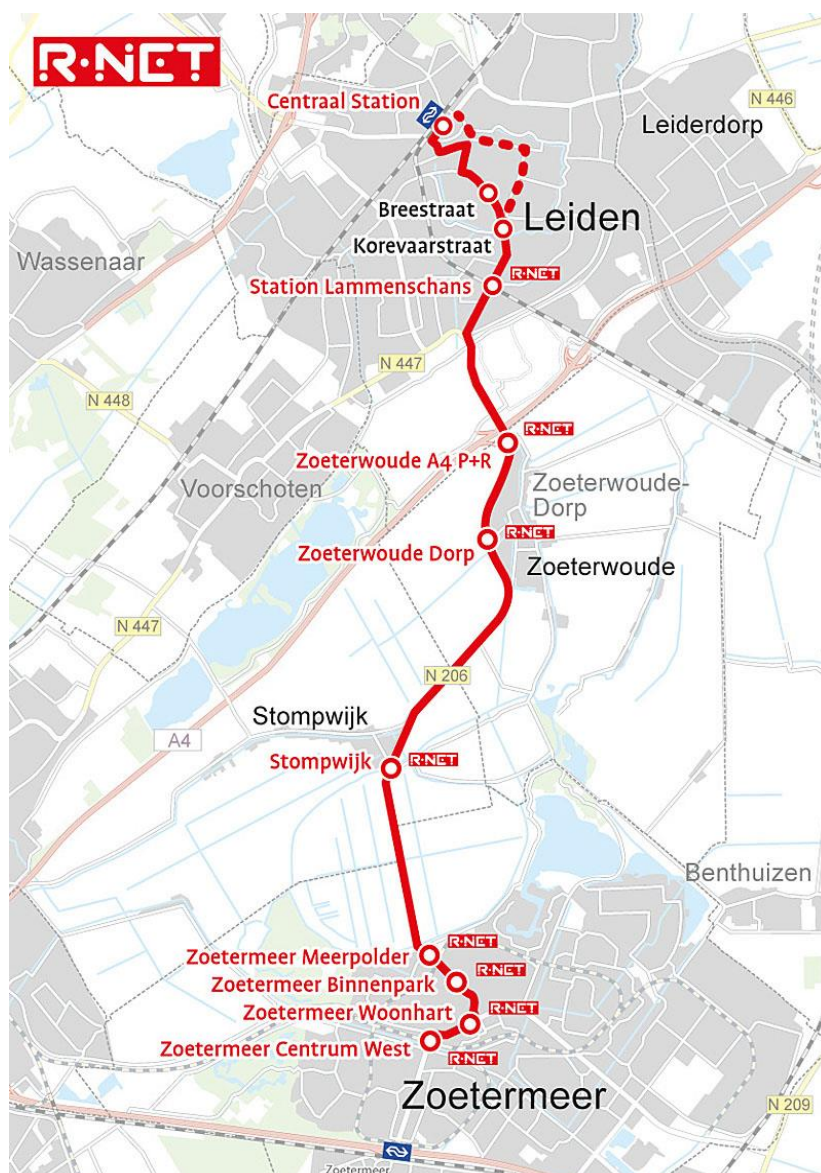 R·NET
Centraal Station
N 446
Leiderdorp
Breestraat
Leiden
Korevaarstraat
Wassenaar
R·NET
Station Lammenschans
N 447
N 448
R·NET
Zoeterwoude A4 P+R
Voorschoten
Zoeterwoude-
Dorp
R·NET
Zoeterwoude Dorp
Zoeterwoude
N 447
N 206
Stompwijk
A4
Stompwijk
R·NET
Benthuizen
R·NET
Zoetermeer Meerpolder
R·NET
Zoetermeer Binnenpark
R·NET
Zoetermeer Woonhart
Zoetermeer Centrum West
R·NET
Zoetermeer
N 209
Zoetermeer